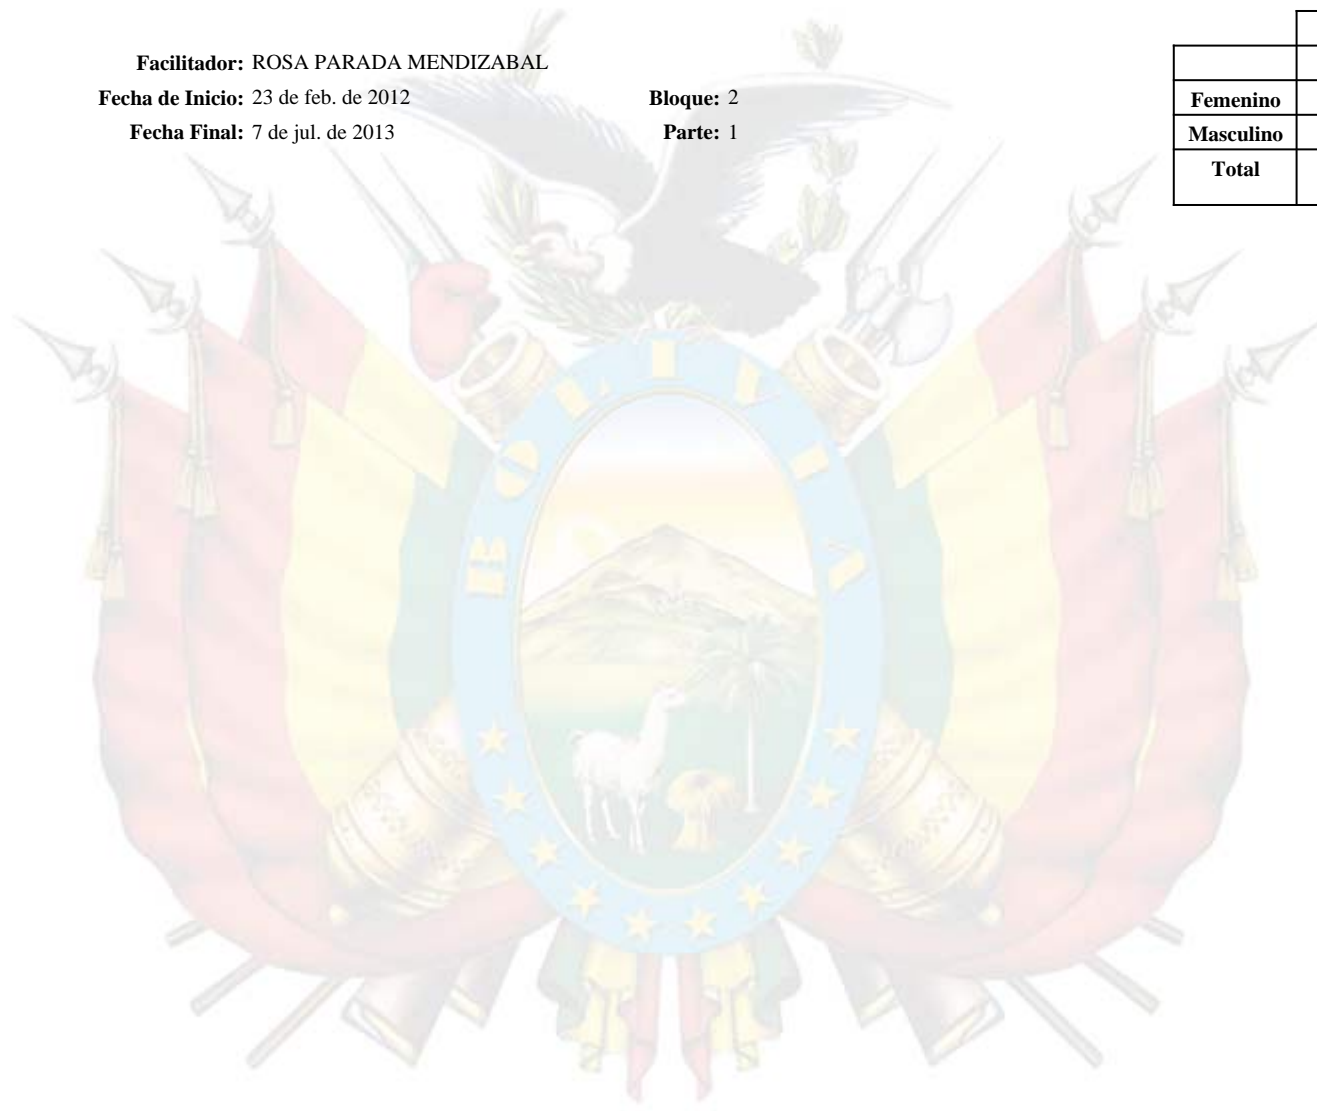 Facilitador: ROSA PARADA MENDIZABAL
Fecha de Inicio: 23 de feb. de 2012 Bloque: 2
Fecha Final: 7 de jul. de 2013 Parte: 1
Femenino
Masculino
Total
BOLIVIA